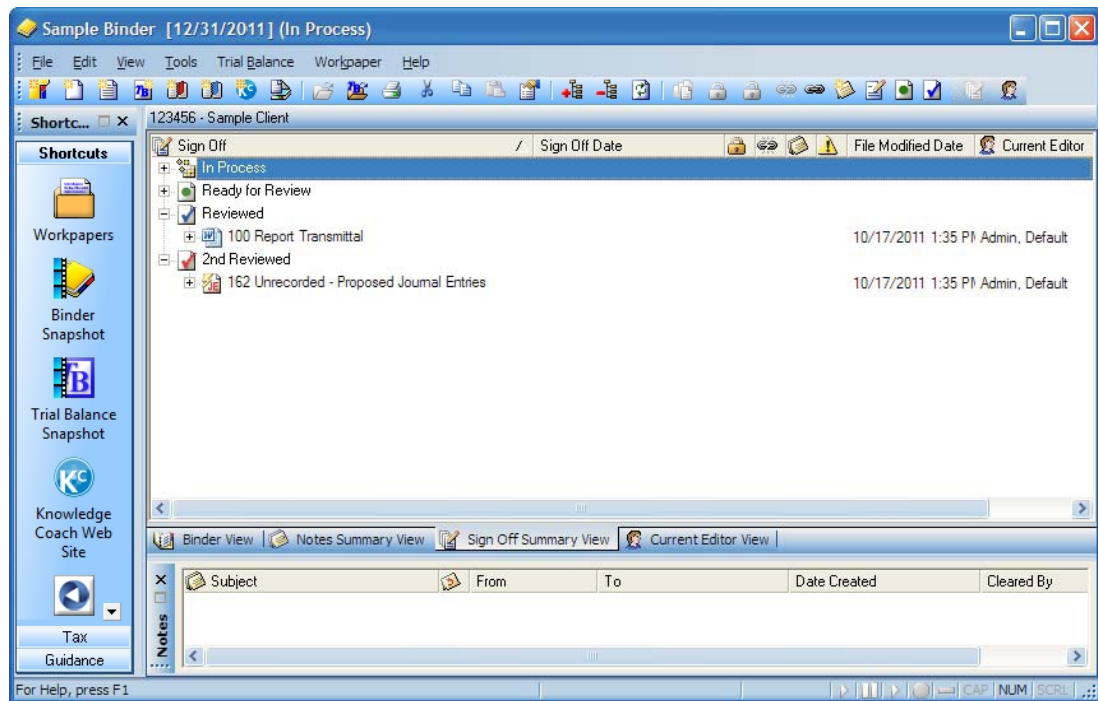 Sample Binder [12/31/2011] (In Process)
File Edit View Tools Trial Balance Workpaper Help
Shortc...
123456 - Sample Client
Shortcuts
Workpapers
Binder
Snapshot
Trial Balance
Snapshot
Knowledge
Coach Web
Site
Tax
Guidance
Sign Off / Sign Off Date File Modified Date Current Editor
In Process
Ready for Review
Reviewed
100 Report Transmittal 10/17/2011 1:35 PM Admin, Default
2nd Reviewed
162 Unrecorded - Proposed Journal Entries 10/17/2011 1:35 PM Admin, Default
Binder View Notes Summary View Sign Off Summary View Current Editor View
Notes
Subject From To Date Created Cleared By
For Help, press F1
CAP NUM SCRL